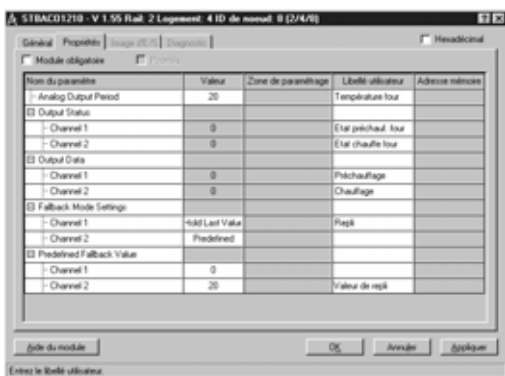 STBACO1210 - V 1.55 Rail: 2 Logement: 4 ID de noeud: 8 (2/4/8)
Général Propriétés Image d'E/S Diagnostic Hexadécimal
Module obligatoire
Nom du paramètre Valeur Zone de paramétrage Libellé utilisateur Adresse mémoire
Analog Output Period 20 Température four
Output Status
Channel 1 0 Etat préchauf. four
Channel 2 0 Etat chauffe four
Output Data
Channel 1 0 Préchauffage
Channel 2 0 Chauffage
Fallback Mode Settings
Channel 1 Hold Last Value Repli
Channel 2 Predefined
Predefined Fallback Value
Channel 1 0
Channel 2 20 Valeur de repli
Aide du module OK Annuler Appliquer
Entrez le libellé utilisateur.